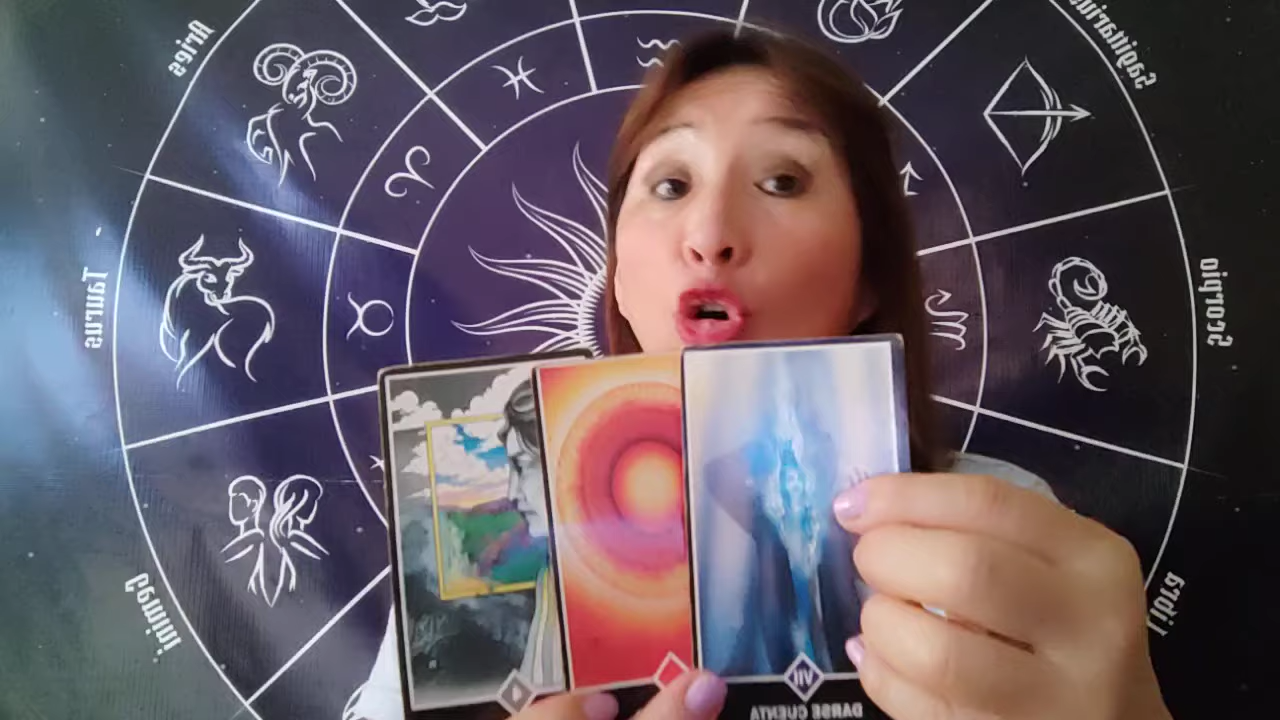 Aries
Taurus
Gemini
Sagittarius
Scorpio
Libra
VII
DARSE CUENTA